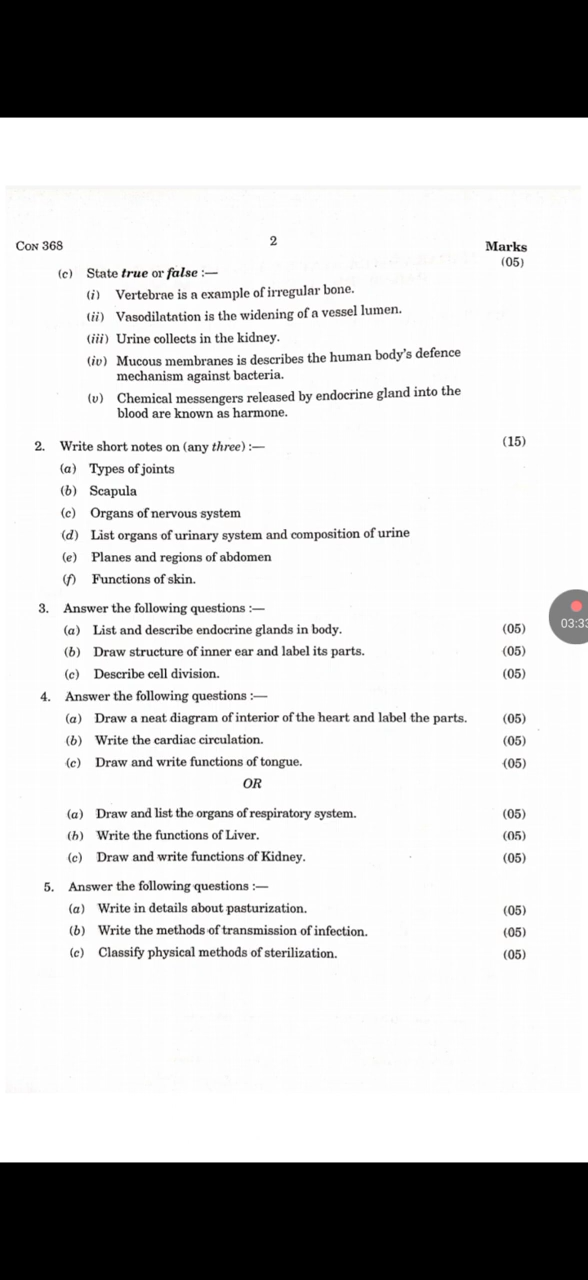 CON 368
2
Marks
(c) State true or false :— (05)
(i) Vertebrae is a example of irregular bone.
(ii) Vasodilatation is the widening of a vessel lumen.
(iii) Urine collects in the kidney.
(iv) Mucous membranes is describes the human body's defence
mechanism against bacteria.
(v) Chemical messengers released by endocrine gland into the
blood are known as harmone.
2. Write short notes on (any three) :— (15)
(a) Types of joints
(b) Scapula
(c) Organs of nervous system
(d) List organs of urinary system and composition of urine
(e) Planes and regions of abdomen
(f) Functions of skin.
3. Answer the following questions :—
(a) List and describe endocrine glands in body. (05)
(b) Draw structure of inner ear and label its parts. (05)
(c) Describe cell division. (05)
4. Answer the following questions :—
(a) Draw a neat diagram of interior of the heart and label the parts. (05)
(b) Write the cardiac circulation. (05)
(c) Draw and write functions of tongue. (05)
OR
(a) Draw and list the organs of respiratory system. (05)
(b) Write the functions of Liver. (05)
(c) Draw and write functions of Kidney. (05)
5. Answer the following questions :—
(a) Write in details about pasturization. (05)
(b) Write the methods of transmission of infection. (05)
(c) Classify physical methods of sterilization. (05)